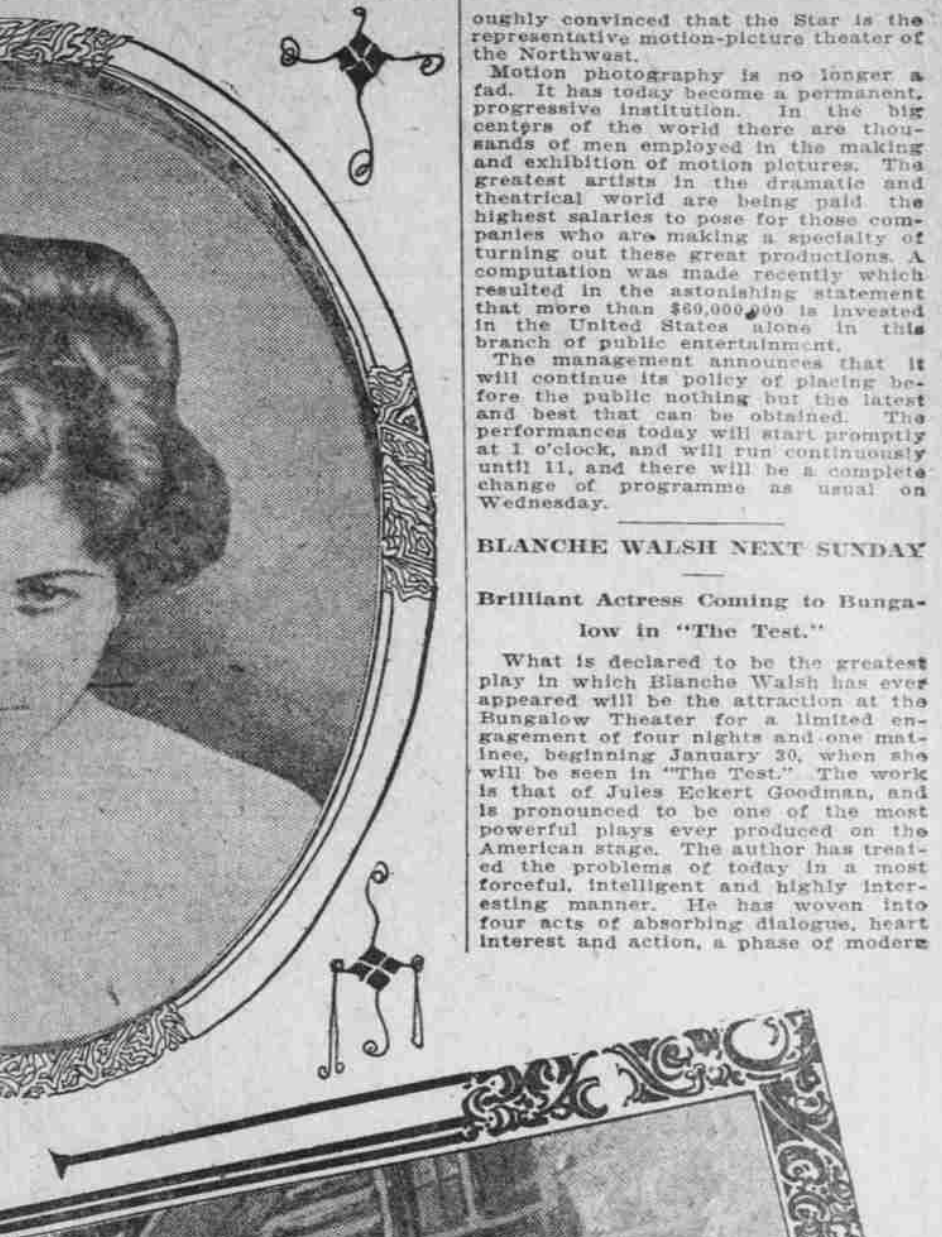 oughly convinced that the Star is the
representative motion-picture theater of
the Northwest.
Motion photography is no longer a
fad. It has today become a permanent,
progressive institution. In the big
centers of the world there are thou-
sands of men employed in the making
and exhibition of motion pictures. The
greatest artists in the dramatic and
theatrical world are being paid the
highest salaries to pose for those com-
panies who are making a specialty of
turning out these great productions. A
computation was made recently which
resulted in the astonishing statement
that more than $60,000,000 is invested
in the United States alone in this
branch of public entertainment.
The management announces that it
will continue its policy of placing be-
fore the public nothing but the latest
and best that can be obtained. The
performances today will start promptly
at 1 o'clock, and will run continuously
until 11, and there will be a complete
change of programme as usual on
Wednesday.
BLANCHE WALSH NEXT SUNDAY
Brilliant Actress Coming to Bunga-
low in "The Test."
What is declared to be the greatest
play in which Blanche Walsh has ever
appeared will be the attraction at the
Bungalow Theater for a limited en-
gagement of four nights and one mat-
inee, beginning January 30, when she
will be seen in "The Test." The work
is that of Jules Eckert Goodman, and
is pronounced to be one of the most
powerful plays ever produced on the
American stage. The author has treat-
ed the problems of today in a most
forceful, intelligent and highly inter-
esting manner. He has woven into
four acts of absorbing dialogue, heart
interest and action, a phase of modern